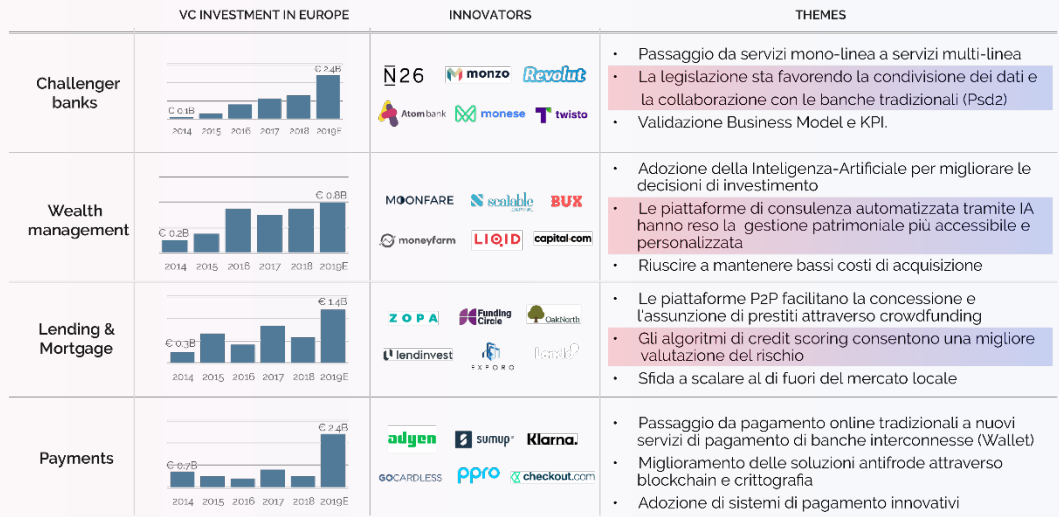 VC INVESTMENT IN EUROPE INNOVATORS THEMES
Challenger
banks
€ 0.1B
€ 2.4B
2014 2015 2016 2017 2018 2019E
N26 monzo Revolut
Atom bank monese twisto
• Passaggio da servizi mono-linea a servizi multi-linea
• La legislazione sta favorendo la condivisione dei dati e
la collaborazione con le banche tradizionali (Psd2)
• Validazione Business Model e KPI.
Wealth
management
€ 0.2B
€ 0.8B
2014 2015 2016 2017 2018 2019E
MOONFARE scalable BUX
moneyfarm LIQID capital.com
• Adozione della Inteligenza-Artificiale per migliorare le
decisioni di investimento
• Le piattaforme di consulenza automatizzata tramite IA
hanno reso la gestione patrimoniale più accessibile e
personalizzata
• Riuscire a mantenere bassi costi di acquisizione
Lending &
Mortgage
€ 0.3B
€ 1.4B
2014 2015 2016 2017 2018 2019E
ZOPA Funding
Circle OakNorth
lendinvest EXPORO
• Le piattaforme P2P facilitano la concessione e
l'assunzione di prestiti attraverso crowdfunding
• Gli algoritmi di credit scoring consentono una migliore
valutazione del rischio
• Sfida a scalare al di fuori del mercato locale
Payments
€ 0.7B
€ 2.4B
2014 2015 2016 2017 2018 2019E
adyen sumup Klarna.
GOCARDLESS ppro checkout.com
• Passaggio da pagamento online tradizionali a nuovi
servizi di pagamento di banche interconnesse (Wallet)
• Miglioramento delle soluzioni antifrode attraverso
blockchain e crittografia
• Adozione di sistemi di pagamento innovativi